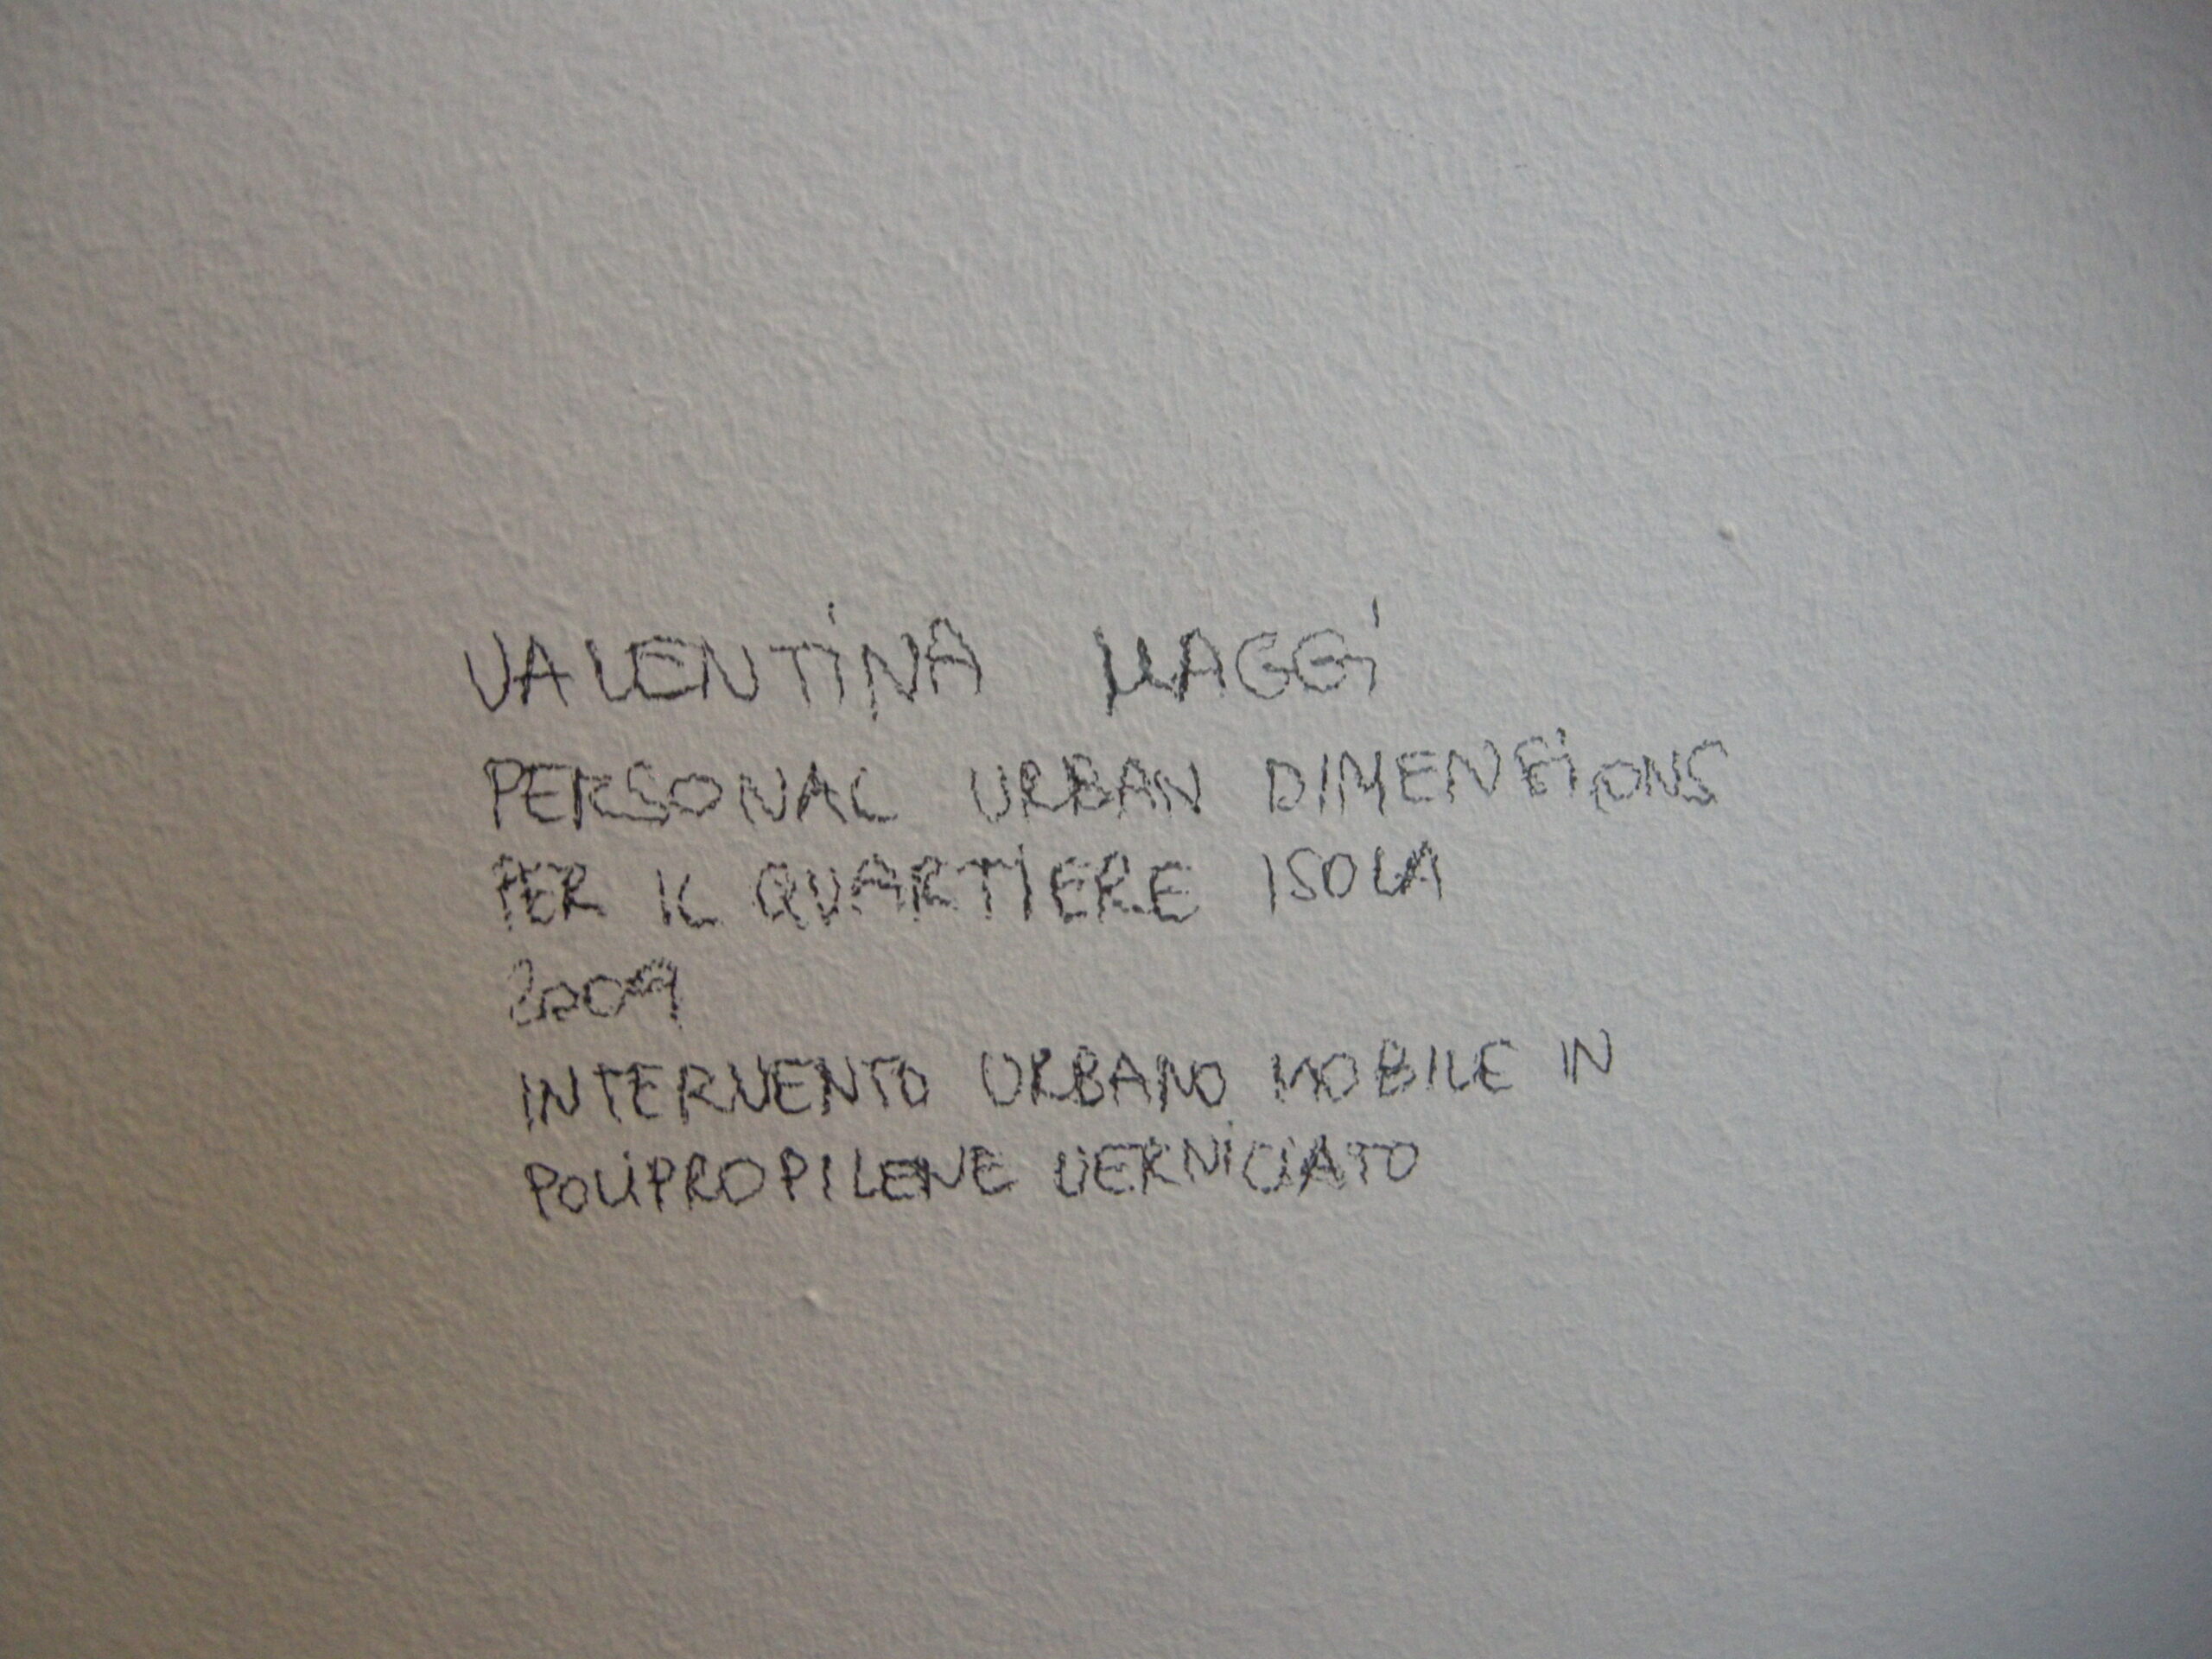 VALENTINA MAGGI
PERSONAL URBAN DIMENSIONS
PER IL QUARTIERE ISOLA
2009
INTERVENTO URBANO MOBILE IN
POLIPROPILENE VERNICIATO